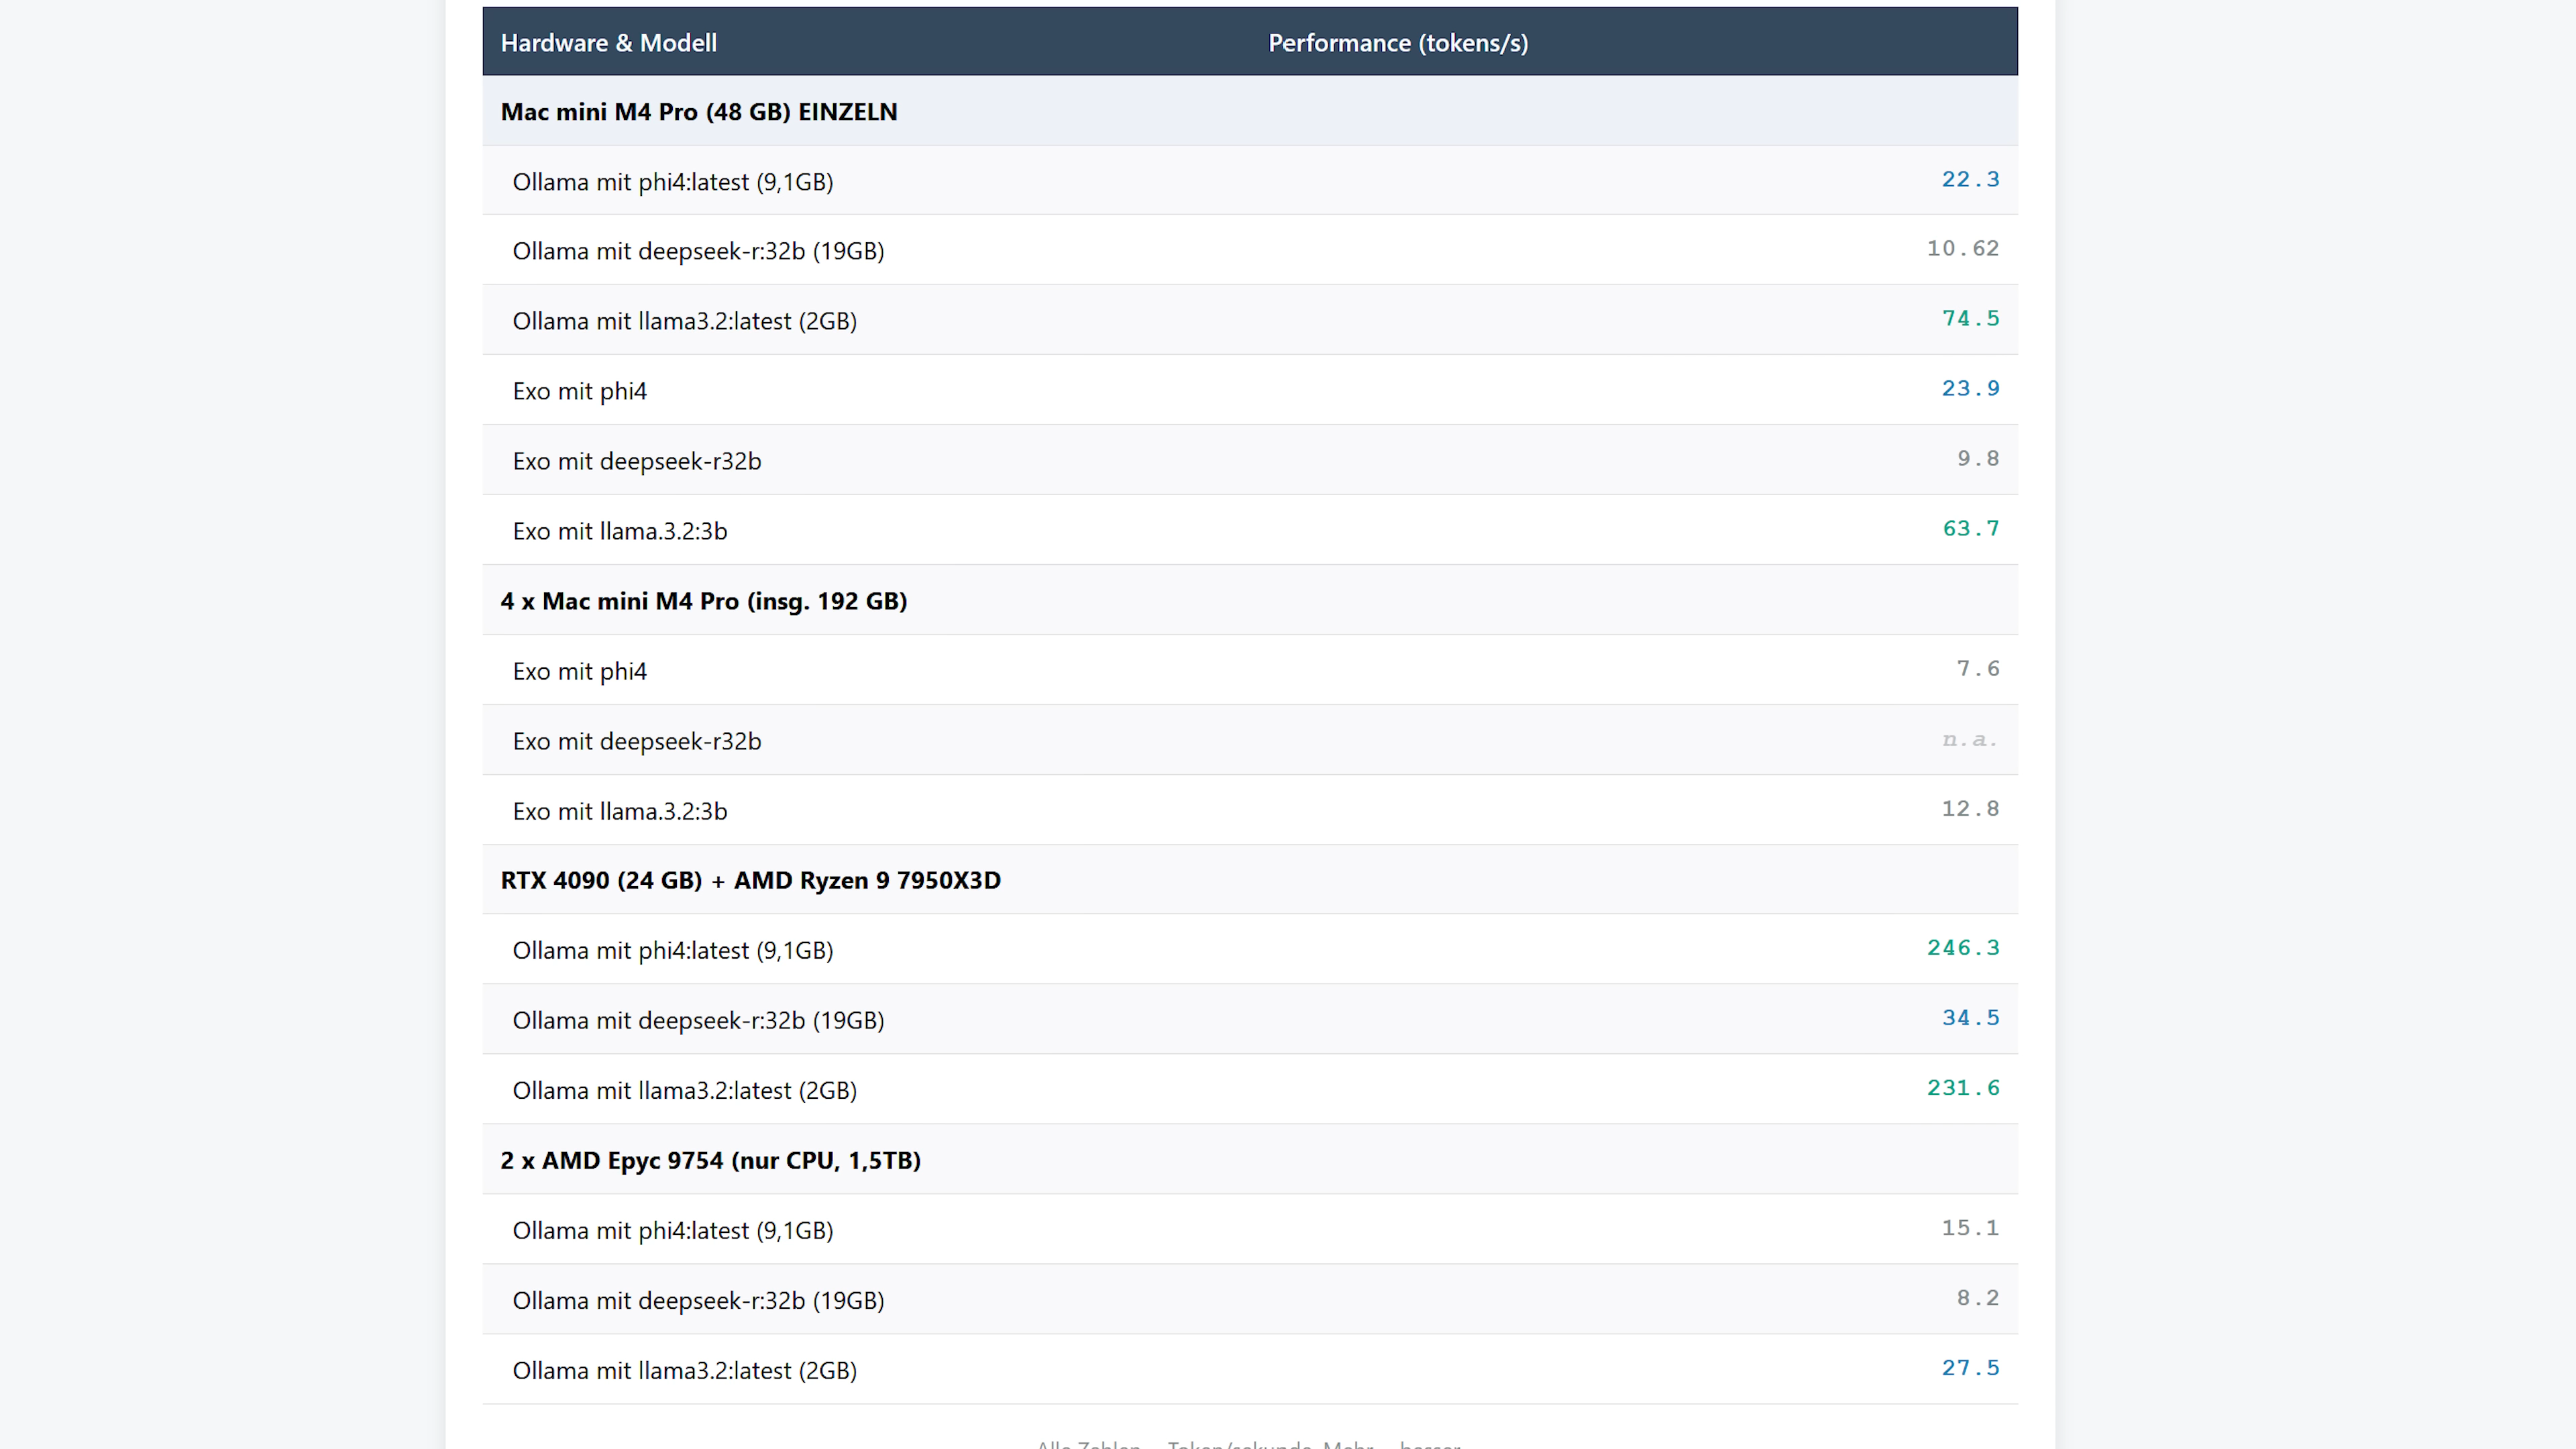 Hardware & Modell Performance (tokens/s)
Mac mini M4 Pro (48 GB) EINZELN
Ollama mit phi4:latest (9,1GB) 22.3
Ollama mit deepseek-r:32b (19GB) 10.62
Ollama mit llama3.2:latest (2GB) 74.5
Exo mit phi4 23.9
Exo mit deepseek-r32b 9.8
Exo mit llama.3.2:3b 63.7
4 x Mac mini M4 Pro (insg. 192 GB)
Exo mit phi4 7.6
Exo mit deepseek-r32b n.a.
Exo mit llama.3.2:3b 12.8
RTX 4090 (24 GB) + AMD Ryzen 9 7950X3D
Ollama mit phi4:latest (9,1GB) 246.3
Ollama mit deepseek-r:32b (19GB) 34.5
Ollama mit llama3.2:latest (2GB) 231.6
2 x AMD Epyc 9754 (nur CPU, 1,5TB)
Ollama mit phi4:latest (9,1GB) 15.1
Ollama mit deepseek-r:32b (19GB) 8.2
Ollama mit llama3.2:latest (2GB) 27.5
Alle Zahlen Token/sekunde. Mehr besser